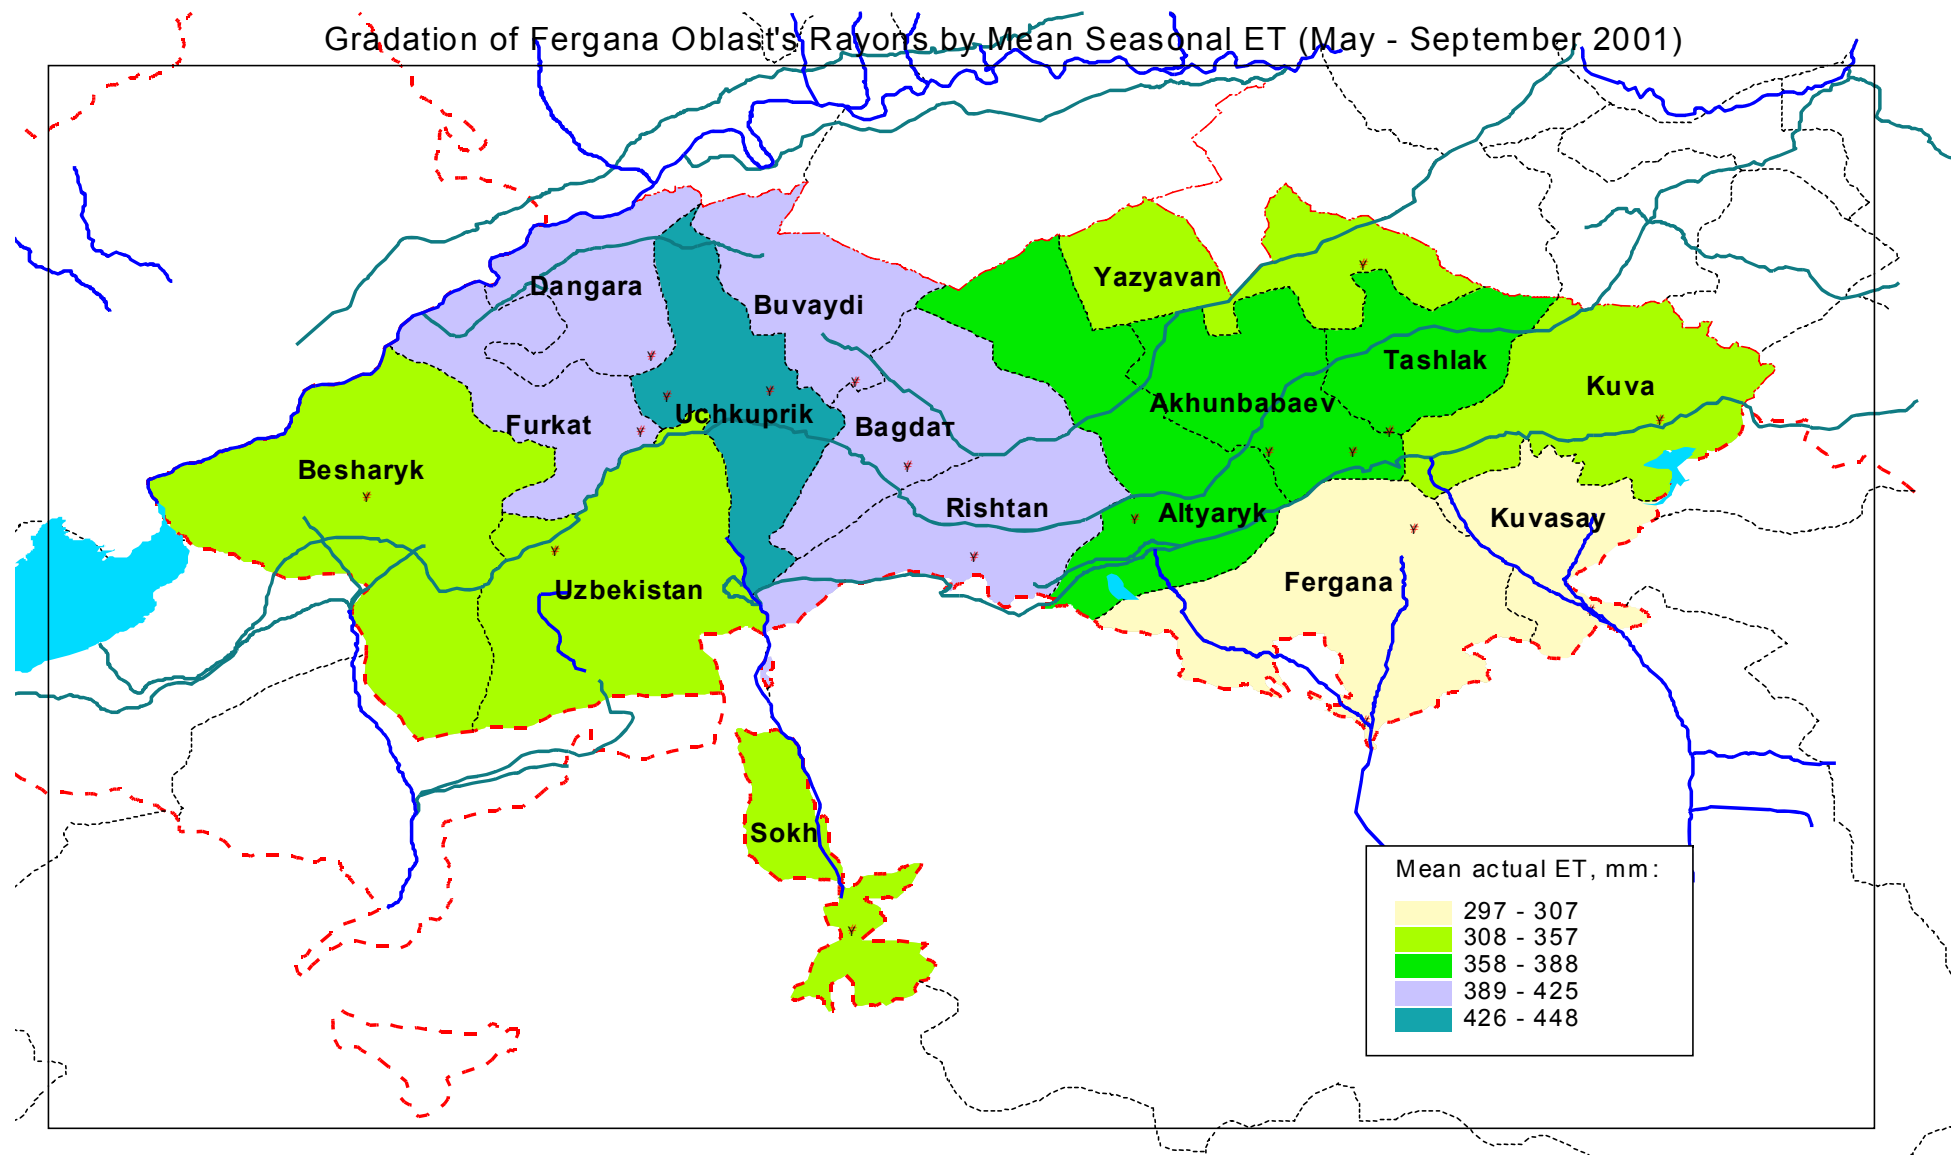 Gradation of Fergana Oblast's Rayons by Mean Seasonal ET (May - September 2001)
Yazyavan
Dangara
Buvaydi
Tashlak
Kuva
Akhunbabaev
Uchkuprik
Furkat
Bagdaт
Besharyk
Rishtan
Altyaryk
Kuvasay
Fergana
Uzbekistan
Sokh
Mean actual ET, mm:
297 - 307
308 - 357
358 - 388
389 - 425
426 - 448